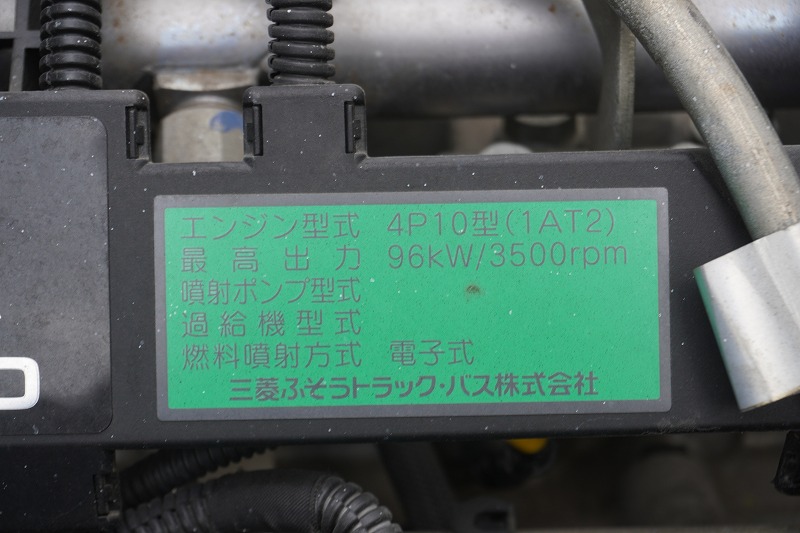 エンジン型式 4P10型(1AT2)
最高出力 96kW/3500rpm
噴射ポンプ型式
過給機型式
燃料噴射方式 電子式
三菱ふそうトラック・バス株式会社